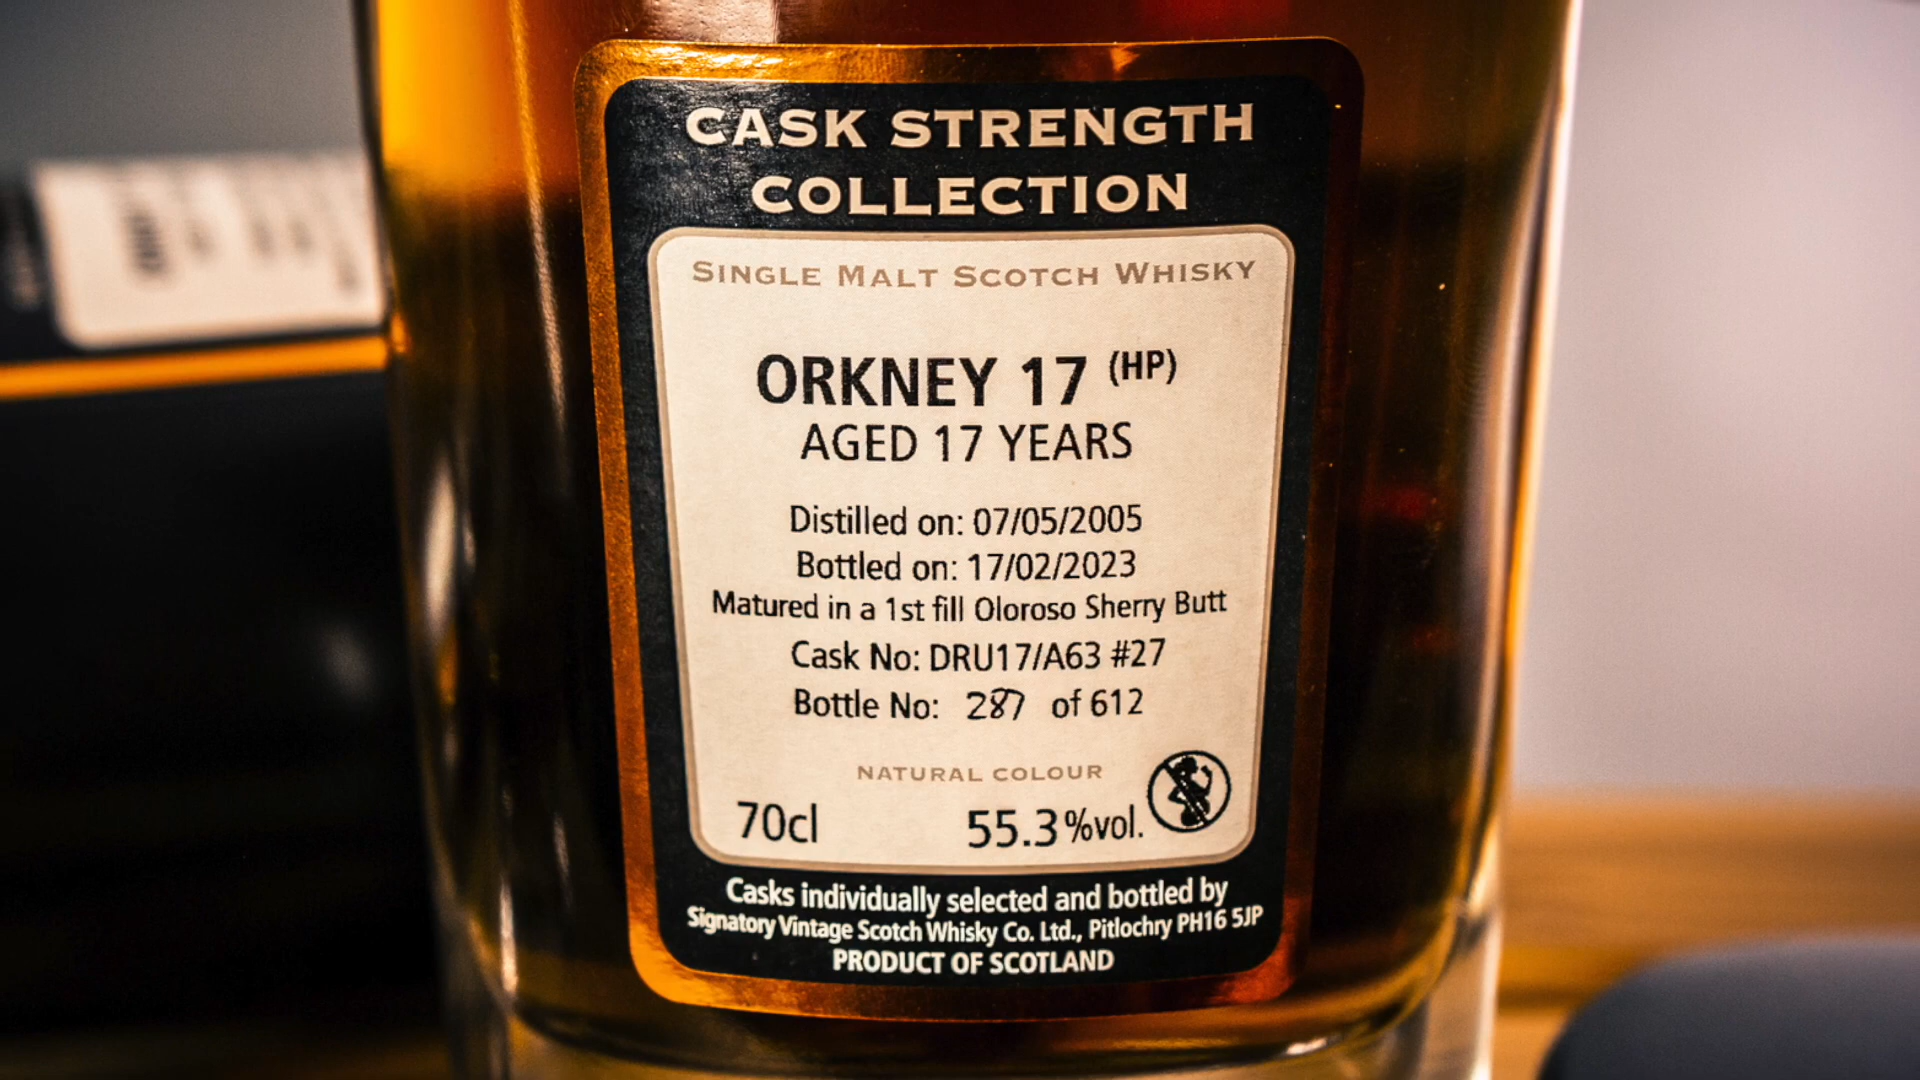 CASK STRENGTH
COLLECTION
SINGLE MALT SCOTCH WHISKY
ORKNEY 17 (HP)
AGED 17 YEARS
Distilled on: 07/05/2005
Bottled on: 17/02/2023
Matured in a 1st fill Oloroso Sherry Butt
Cask No: DRU17/A63 #27
Bottle No: 287 of 612
NATURAL COLOUR
70cl 55.3%vol.
Casks individually selected and bottled by
Signatory Vintage Scotch Whisky Co. Ltd., Pitlochry PH16 5JP
PRODUCT OF SCOTLAND